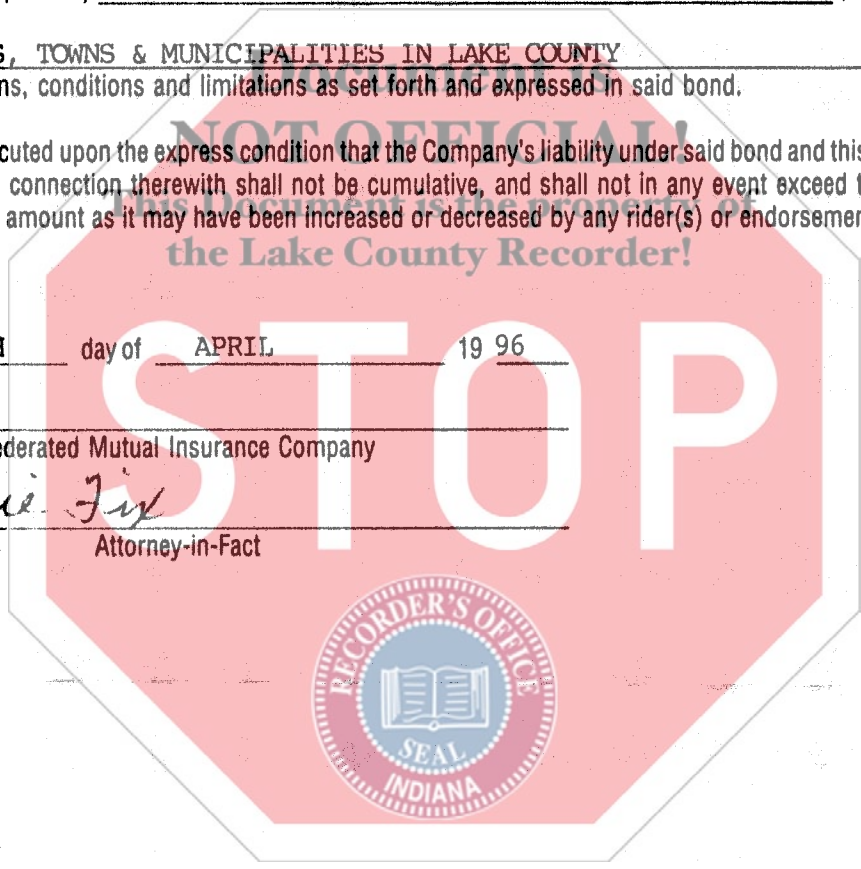 TOWNS & MUNICIPALITIES IN LAKE COUNTY
Document is
conditions and limitations as set forth and expressed in said bond.
NOT OFFICIAL!
upon the express condition that the Company's liability under said bond and this
connection therewith shall not be cumulative, and shall not in any event exceed
This Document is the property of
amount as it may have been increased or decreased by any rider(s) or
the Lake County Recorder!
day of APRIL 19 96
STOP
Mutual Insurance Company
Fix
Attorney-in-Fact
RECORDER'S OFFICE
SEAL
INDIANA